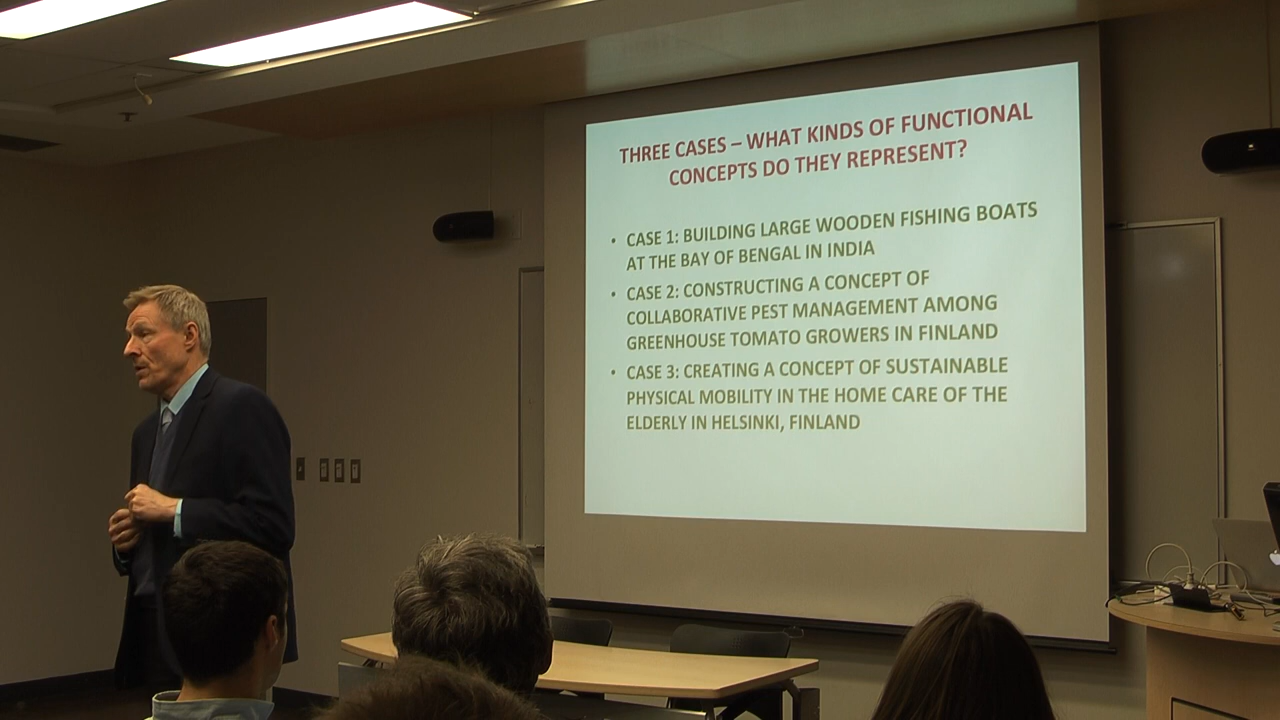 THREE CASES – WHAT KINDS OF FUNCTIONAL
CONCEPTS DO THEY REPRESENT?
• CASE 1: BUILDING LARGE WOODEN FISHING BOATS
AT THE BAY OF BENGAL IN INDIA
• CASE 2: CONSTRUCTING A CONCEPT OF
COLLABORATIVE PEST MANAGEMENT AMONG
GREENHOUSE TOMATO GROWERS IN FINLAND
• CASE 3: CREATING A CONCEPT OF SUSTAINABLE
PHYSICAL MOBILITY IN THE HOME CARE OF THE
ELDERLY IN HELSINKI, FINLAND